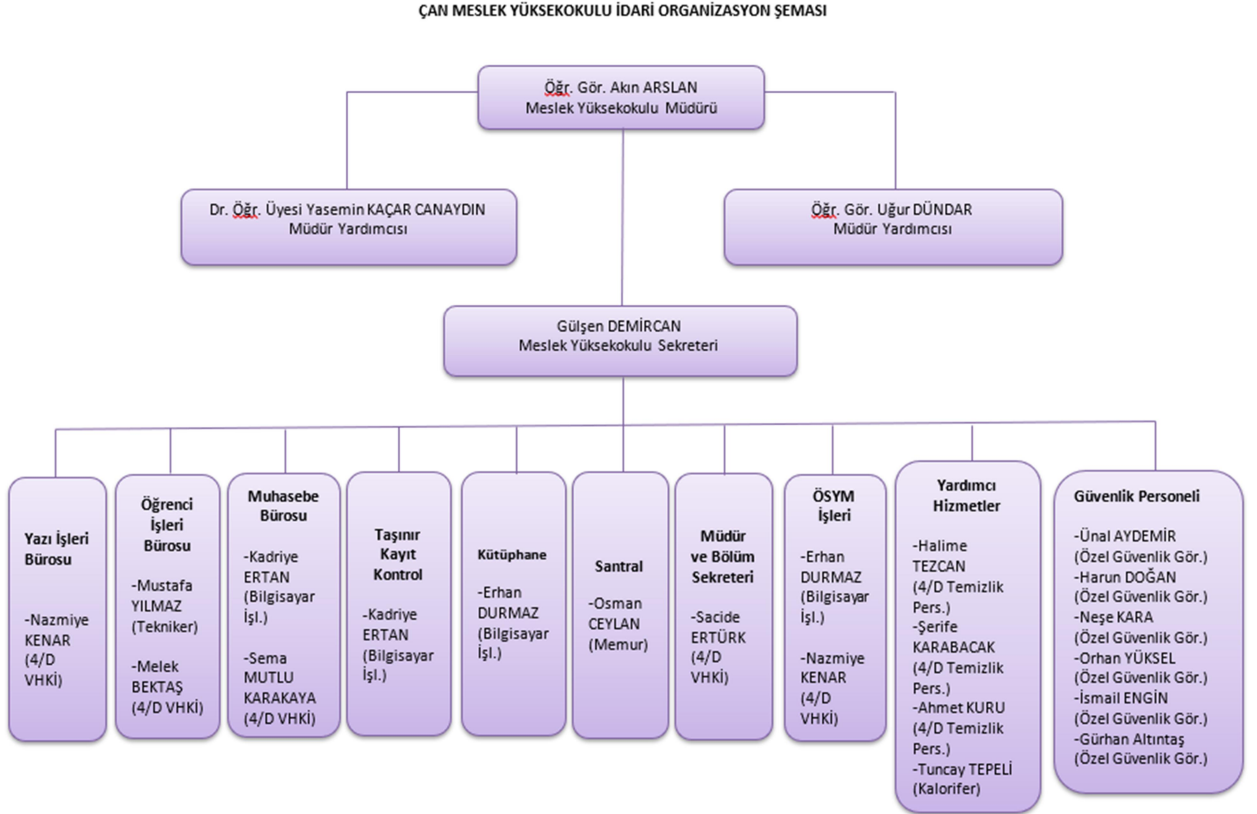 ÇAN MESLEK YÜKSEKOKULU İDARİ ORGANİZASYON ŞEMASI
Öğr. Gör. Akın ARSLAN
Meslek Yüksekokulu Müdürü
Dr. Öğr. Üyesi Yasemin KAÇAR CANAYDIN
Müdür Yardımcısı
Öğr. Gör. Uğur DÜNDAR
Müdür Yardımcısı
Gülşen DEMİRCAN
Meslek Yüksekokulu Sekreteri
Yazı İşleri
Bürosu
-Nazmiye
KENAR
(4/D
VHKİ)
Öğrenci
İşleri
Bürosu
-Mustafa
YILMAZ
(Tekniker)
-Melek
BEKTAŞ
(4/D VHKİ)
Muhasebe
Bürosu
-Kadriye
ERTAN
(Bilgisayar
İşl.)
-Sema
MUTLU
KARAKAYA
(4/D VHKİ)
Taşınır
Kayıt
Kontrol
-Kadriye
ERTAN
(Bilgisayar
İşl.)
Kütüphane
-Erhan
DURMAZ
(Bilgisayar
İşl.)
Santral
-Osman
CEYLAN
(Memur)
Müdür
ve Bölüm
Sekreteri
-Sacide
ERTÜRK
(4/D
VHKİ)
ÖSYM
İşleri
-Erhan
DURMAZ
(Bilgisayar
İşl.)
-Nazmiye
KENAR
(4/D
VHKİ)
Yardımcı
Hizmetler
-Halime
TEZCAN
(4/D Temizlik
Pers.)
-Şerife
KARABACAK
(4/D Temizlik
Pers.)
-Ahmet KURU
(4/D Temizlik
Pers.)
-Tuncay TEPELİ
(Kalorifer)
Güvenlik Personeli
-Ünal AYDEMİR
(Özel Güvenlik Gör.)
-Harun DOĞAN
(Özel Güvenlik Gör.)
-Neşe KARA
(Özel Güvenlik Gör.)
-Orhan YÜKSEL
(Özel Güvenlik Gör.)
-İsmail ENGİN
(Özel Güvenlik Gör.)
-Gürhan Altıntaş
(Özel Güvenlik Gör.)